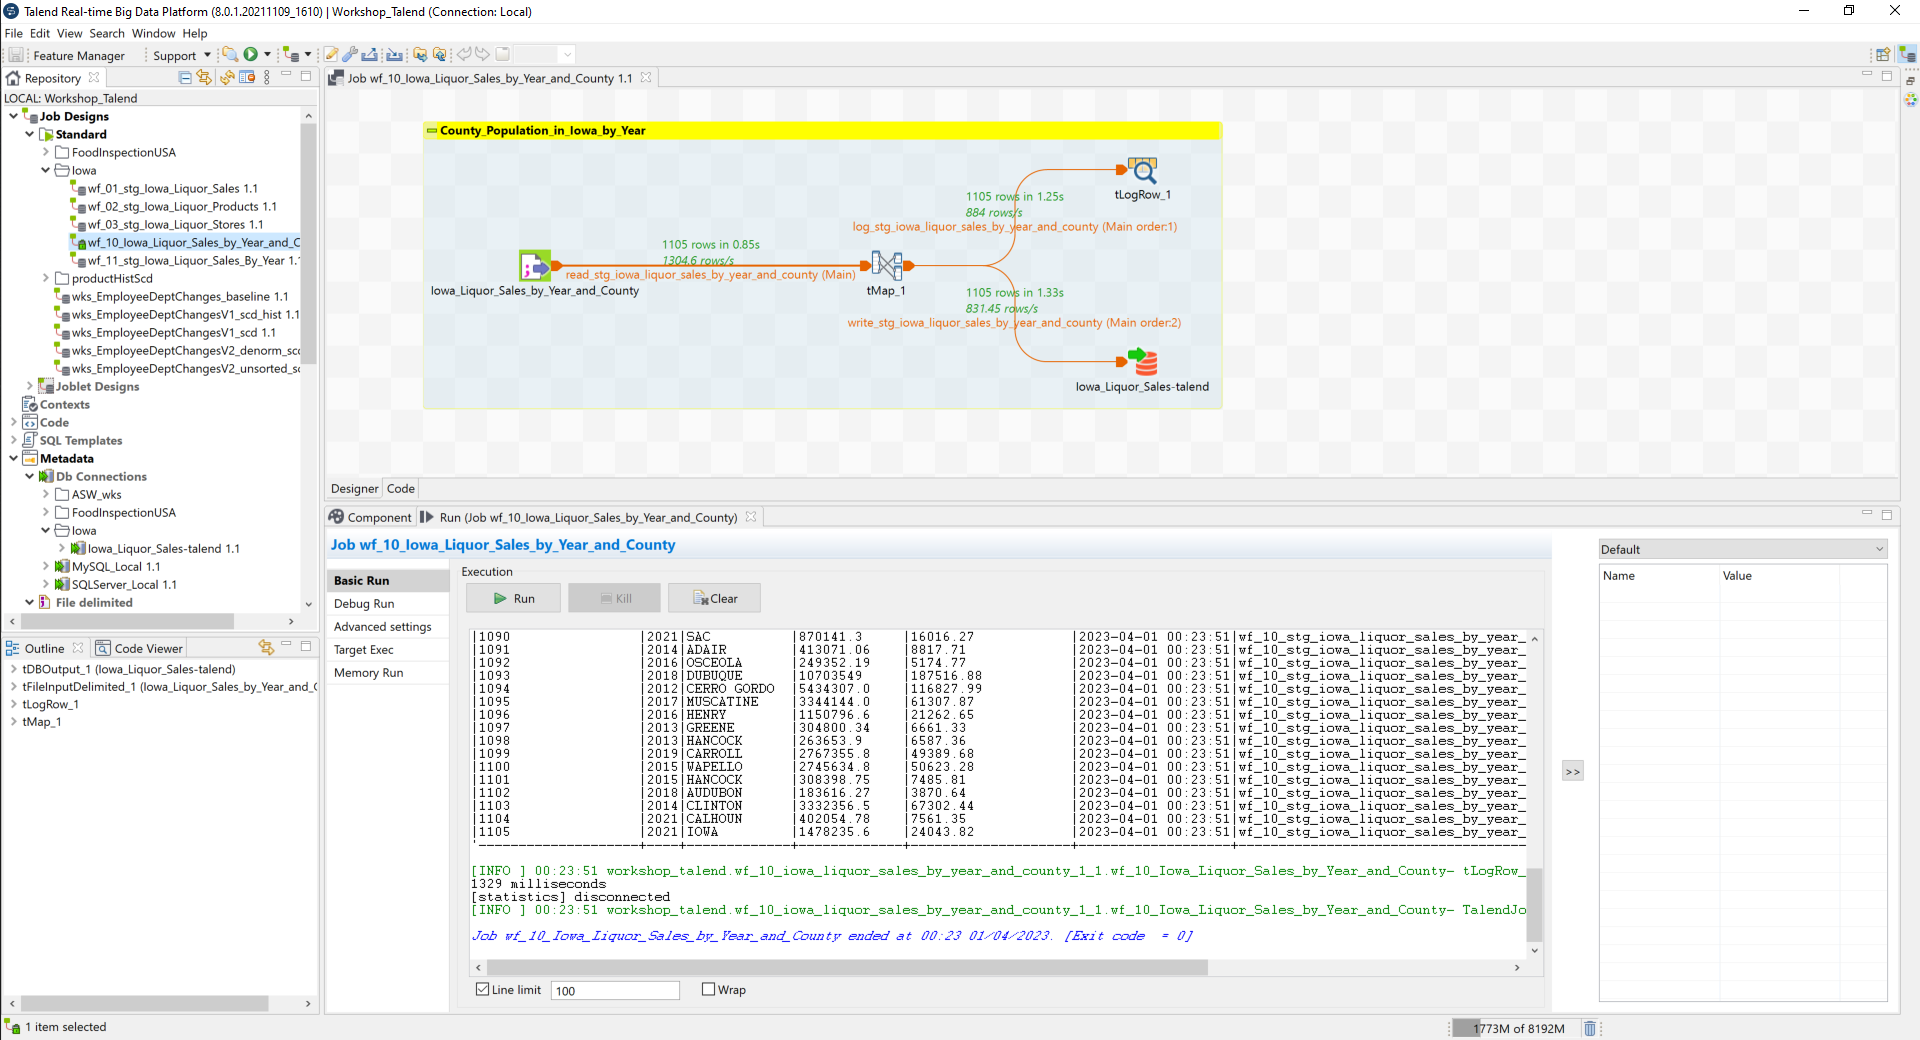 Talend Real-time Big Data Platform (8.0.1.20211109_1610) | Workshop_Talend (Connection: Local)
File Edit View Search Window Help
Feature Manager Support
Repository
LOCAL: Workshop_Talend
Job Designs
Standard
FoodInspectionUSA
Iowa
wf_01_stg_Iowa_Liquor_Sales 1.1
wf_02_stg_Iowa_Liquor_Products 1.1
wf_03_stg_Iowa_Liquor_Stores 1.1
wf_10_Iowa_Liquor_Sales_by_Year_and_C
wf_11_stg_Iowa_Liquor_Sales_By_Year 1.1
productHistScd
wks_EmployeeDeptChanges_baseline 1.1
wks_EmployeeDeptChangesV1_scd_hist 1.1
wks_EmployeeDeptChangesV1_scd 1.1
wks_EmployeeDeptChangesV2_denorm_scd
wks_EmployeeDeptChangesV2_unsorted_sc
Joblet Designs
Contexts
Code
SQL Templates
Metadata
Db Connections
ASW_wks
FoodInspectionUSA
Iowa
Iowa_Liquor_Sales-talend 1.1
MySQL_Local 1.1
SQLServer_Local 1.1
File delimited
Outline Code Viewer
tDBOutput_1 (Iowa_Liquor_Sales-talend)
tFileInputDelimited_1 (Iowa_Liquor_Sales_by_Year_and_C
tLogRow_1
tMap_1
1 item selected
Job wf_10_Iowa_Liquor_Sales_by_Year_and_County 1.1
County_Population_in_Iowa_by_Year
1105 rows in 1.25s
884 rows/s
tLogRow_1
log_stg_iowa_liquor_sales_by_year_and_county (Main order:1)
1105 rows in 0.85s
1304.6 rows/s
read_stg_iowa_liquor_sales_by_year_and_county (Main)
Iowa_Liquor_Sales_by_Year_and_County
tMap_1
1105 rows in 1.33s
831.45 rows/s
write_stg_iowa_liquor_sales_by_year_and_county (Main order:2)
Iowa_Liquor_Sales-talend
Designer Code
Component Run (Job wf_10_Iowa_Liquor_Sales_by_Year_and_County)
Job wf_10_Iowa_Liquor_Sales_by_Year_and_County
Basic Run
Debug Run
Advanced settings
Target Exec
Memory Run
Execution
Run Kill Clear
|1090 |2021|SAC |870141.3 |16016.27 |2023-04-01 00:23:51|wf_10_stg_iowa_liquor_sales_by_year_
|1091 |2014|ADAIR |413071.06 |8817.71 |2023-04-01 00:23:51|wf_10_stg_iowa_liquor_sales_by_year_
|1092 |2016|OSCEOLA |249352.19 |5174.77 |2023-04-01 00:23:51|wf_10_stg_iowa_liquor_sales_by_year_
|1093 |2018|DUBUQUE |10703549 |187516.88 |2023-04-01 00:23:51|wf_10_stg_iowa_liquor_sales_by_year_
|1094 |2012|CERRO GORDO |5434307.0 |116827.99 |2023-04-01 00:23:51|wf_10_stg_iowa_liquor_sales_by_year_
|1095 |2017|MUSCATINE |3344144.0 |61307.87 |2023-04-01 00:23:51|wf_10_stg_iowa_liquor_sales_by_year_
|1096 |2016|HENRY |1150796.6 |21262.65 |2023-04-01 00:23:51|wf_10_stg_iowa_liquor_sales_by_year_
|1097 |2013|GREENE |304800.34 |6661.33 |2023-04-01 00:23:51|wf_10_stg_iowa_liquor_sales_by_year_
|1098 |2013|HANCOCK |263653.9 |6587.36 |2023-04-01 00:23:51|wf_10_stg_iowa_liquor_sales_by_year_
|1099 |2019|CARROLL |2767355.8 |49389.68 |2023-04-01 00:23:51|wf_10_stg_iowa_liquor_sales_by_year_
|1100 |2015|WAPELLO |2745634.8 |50623.28 |2023-04-01 00:23:51|wf_10_stg_iowa_liquor_sales_by_year_
|1101 |2015|HANCOCK |308398.75 |7485.81 |2023-04-01 00:23:51|wf_10_stg_iowa_liquor_sales_by_year_
|1102 |2018|AUDUBON |183616.27 |3870.64 |2023-04-01 00:23:51|wf_10_stg_iowa_liquor_sales_by_year_
|1103 |2014|CLINTON |3332356.5 |67302.44 |2023-04-01 00:23:51|wf_10_stg_iowa_liquor_sales_by_year_
|1104 |2021|CALHOUN |402054.78 |7561.35 |2023-04-01 00:23:51|wf_10_stg_iowa_liquor_sales_by_year_
|1105 |2021|IOWA |1478235.6 |24043.82 |2023-04-01 00:23:51|wf_10_stg_iowa_liquor_sales_by_year_
[INFO ] 00:23:51 workshop_talend.wf_10_iowa_liquor_sales_by_year_and_county_1_1.wf_10_Iowa_Liquor_Sales_by_Year_and_County- tLogRow_
1329 milliseconds
[statistics] disconnected
[INFO ] 00:23:51 workshop_talend.wf_10_iowa_liquor_sales_by_year_and_county_1_1.wf_10_Iowa_Liquor_Sales_by_Year_and_County- TalendJo
Job wf_10_Iowa_Liquor_Sales_by_Year_and_County ended at 00:23 01/04/2023. [Exit code = 0]
Line limit 100 Wrap
>>
Default
Name Value
1773M of 8192M